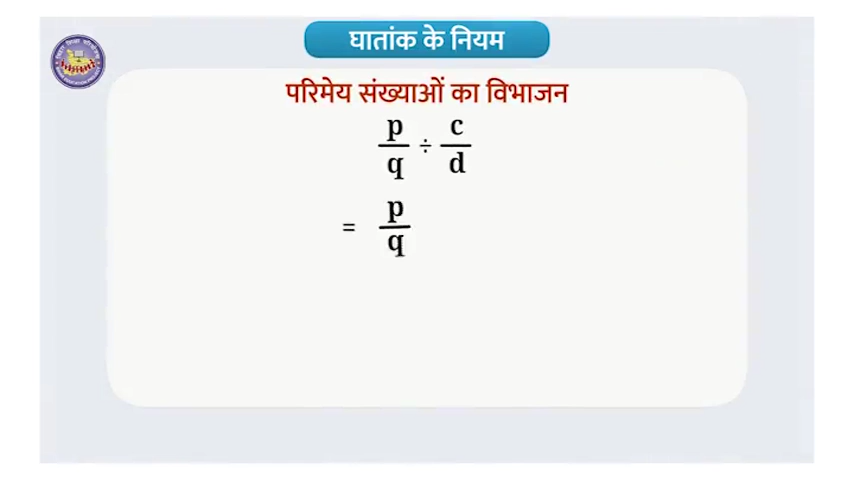 घातांक के नियम
परिमेय संख्याओं का विभाजन
p/q ÷ c/d
= p/q